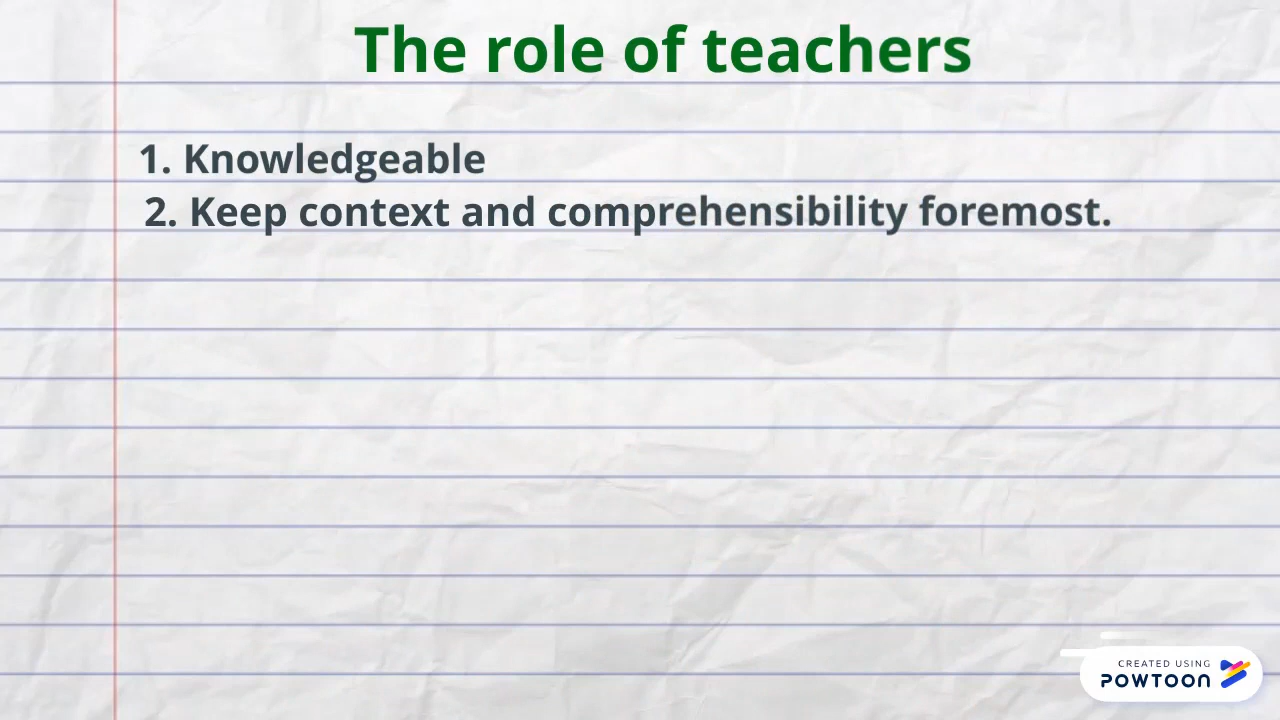 The role of teachers
1. Knowledgeable
2. Keep context and comprehensibility foremost.
CREATED USING
POWTOON